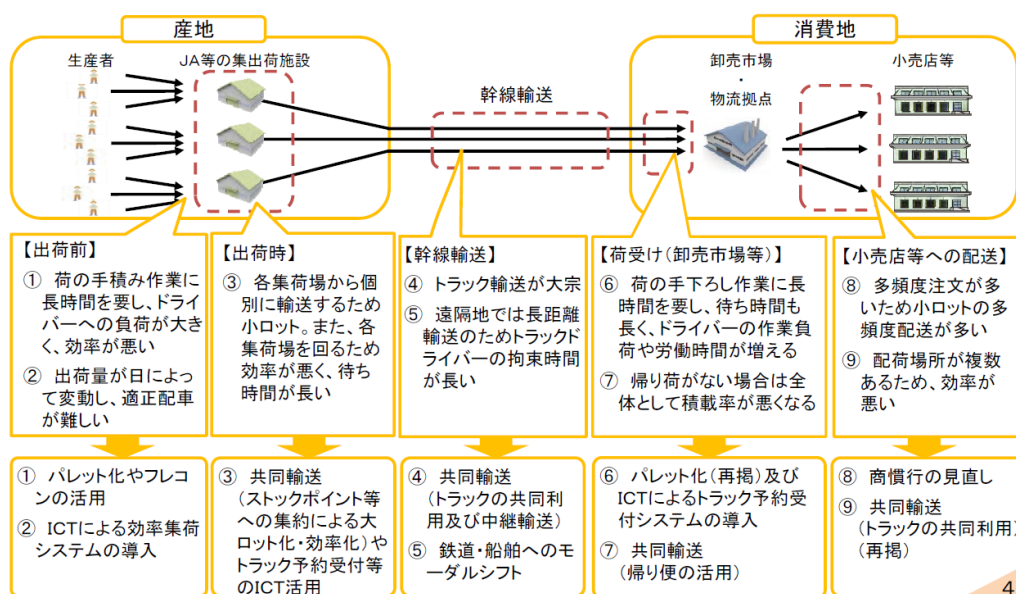 産地
消費地
生産者
JA等の集出荷施設
幹線輸送
卸売市場
・
物流拠点
小売店等
【出荷前】
① 荷の手積み作業に
長時間を要し、ドライ
バーへの負荷が大き
く、効率が悪い
② 出荷量が日によっ
て変動し、適正配車
が難しい
【出荷時】
③ 各集荷場から個
別に輸送するため
小ロット。また、各
集荷場を回るため
効率が悪く、待ち
時間が長い
【幹線輸送】
④ トラック輸送が大宗
⑤ 遠隔地では長距離
輸送のためトラックド
ライバーの拘束時間
が長い
【荷受け(卸売市場等)】
⑥ 荷の手下ろし作業に長
時間を要し、待ち時間も
長く、ドライバーの作業負
荷や労働時間が増える
⑦ 帰り荷がない場合は全
体として積載率が悪くなる
【小売店等への配送】
⑧ 多頻度注文が多
いため小ロットの多
頻度配送が多い
⑨ 配荷場所が複数
あるため、効率が
悪い
① パレット化やフレコ
ンの活用
② ICTによる効率集荷
システムの導入
③ 共同輸送
(ストックポイント等
への集約による大
ロット化・効率化)や
トラック予約受付等
のICT活用
④ 共同輸送
(トラックの共同利
用及び中継輸送)
⑤ 鉄道・船舶へのモ
ーダルシフト
⑥ パレット化(再掲)及び
ICTによるトラック予約受
付システムの導入
⑦ 共同輸送
(帰り便の活用)
⑧ 商慣行の見直し
⑨ 共同輸送
(トラックの共同利用)
(再掲)
4